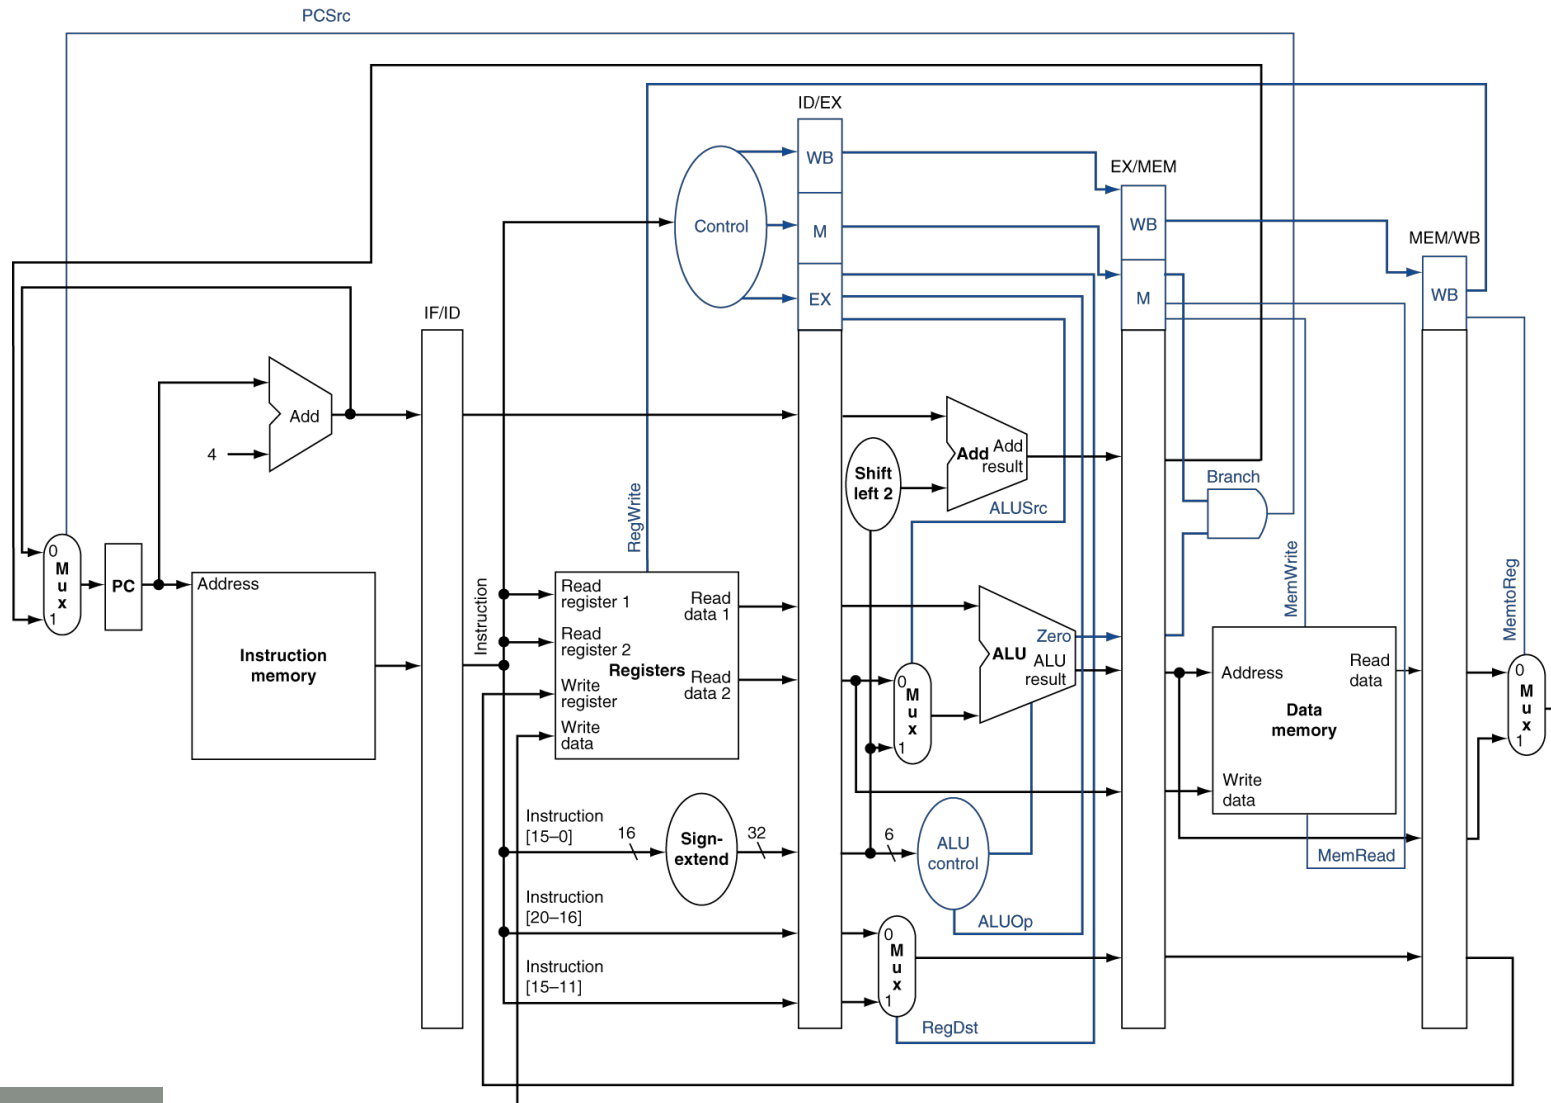 PCSrc
ID/EX
WB
EX/MEM
Control
M
WB
MEM/WB
EX
M
WB
IF/ID
Add
4
Add
Add
result
Shift
left 2
Branch
ALUSrc
RegWrite
MemWrite
MemtoReg
0
M
u
x
1
PC
Address
Instruction
memory
Instruction
Read
register 1
Read
register 2
Write
register
Write
data
Registers
Read
data 1
Read
data 2
0
M
u
x
1
Zero
ALU
ALU
result
Address
Read
data
Data
memory
Write
data
0
M
u
x
1
MemRead
Instruction
[15–0]
16
Sign-
extend
32
6
ALU
control
Instruction
[20–16]
ALUOp
Instruction
[15–11]
0
M
u
x
1
RegDst